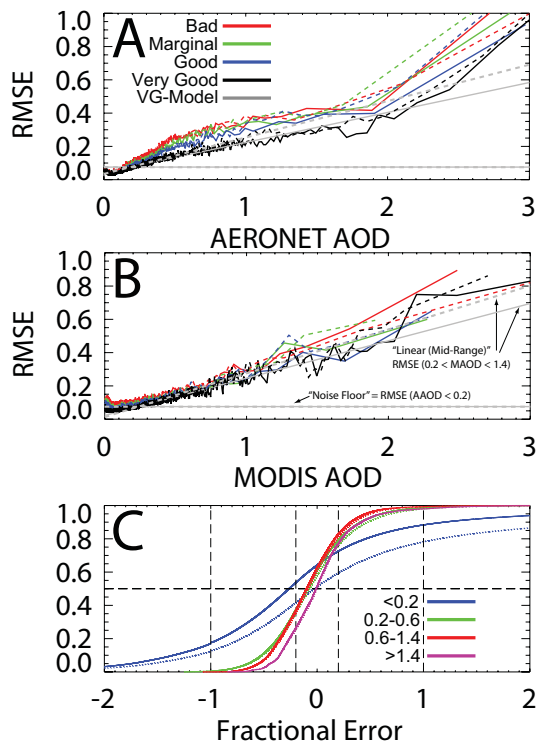 A
RMSE
1.0
0.8
0.6
0.4
0.2
0.0
Bad
Marginal
Good
Very Good
VG-Model
0 1 2 3
AERONET AOD
B
RMSE
1.0
0.8
0.6
0.4
0.2
0.0
"Linear (Mid-Range)"
RMSE (0.2 < MAOD < 1.4)
"Noise Floor" = RMSE (AAOD < 0.2)
0 1 2 3
MODIS AOD
C
1.0
0.8
0.6
0.4
0.2
0.0
<0.2
0.2-0.6
0.6-1.4
>1.4
-2 -1 0 1 2
Fractional Error